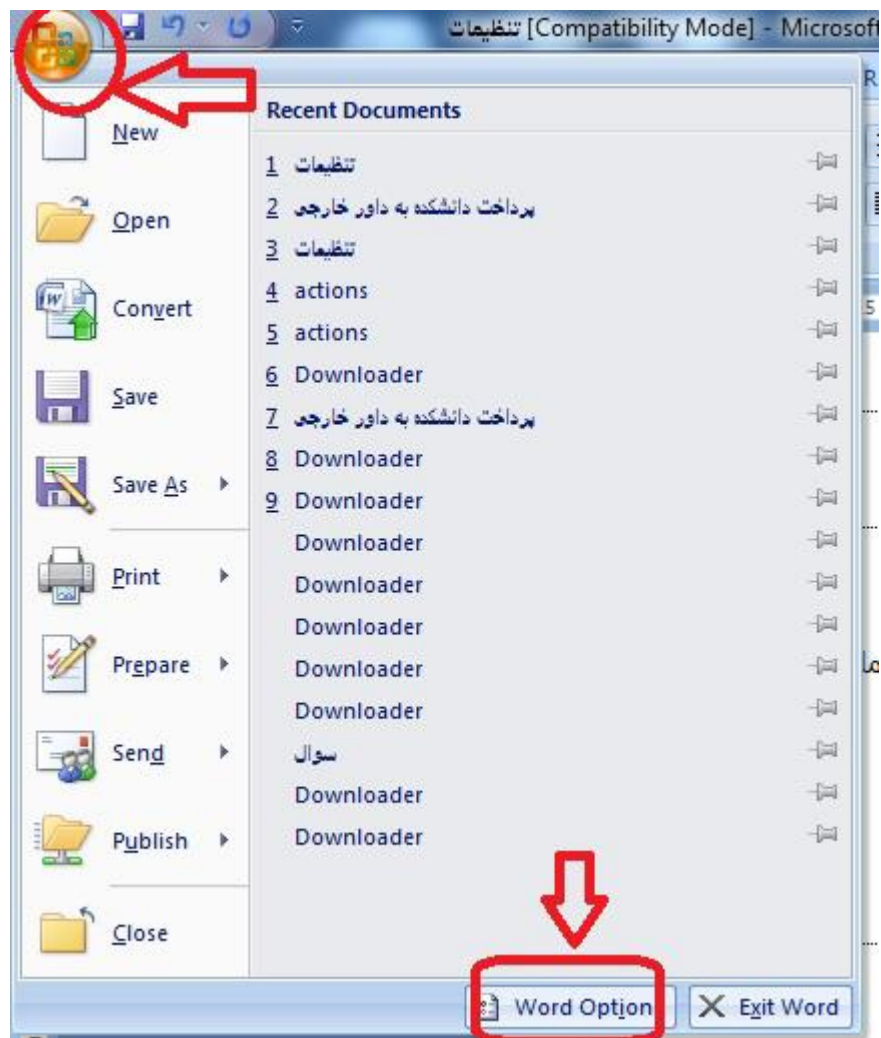 تنظیمات [Compatibility Mode] - Microsoft
New
Open
Convert
Save
Save As
Print
Prepare
Send
Publish
Close
Recent Documents
1 تنظیمات
2 پرداخت دانشکده به داور خارجی
3 تنظیمات
4 actions
5 actions
6 Downloader
7 پرداخت دانشکده به داور خارجی
8 Downloader
9 Downloader
Downloader
Downloader
Downloader
Downloader
Downloader
سوال
Downloader
Downloader
Word Option
Exit Word